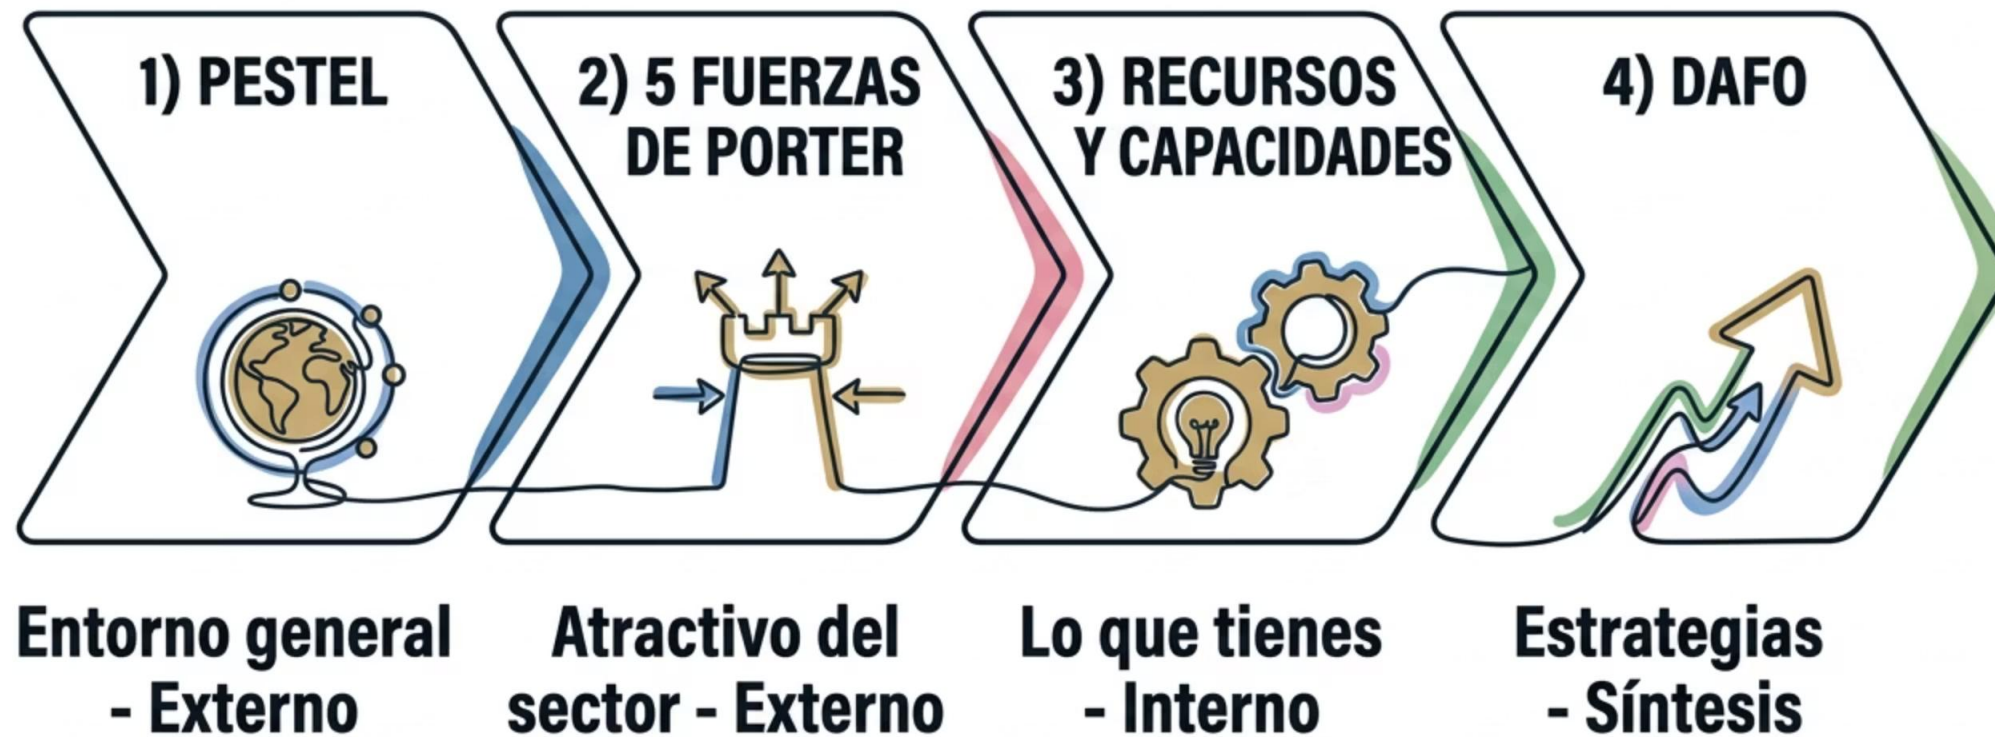 1) PESTEL
2) 5 FUERZAS
DE PORTER
3) RECURSOS
Y CAPACIDADES
4) DAFO
Entorno general
- Externo
Atractivo del
sector - Externo
Lo que tienes
- Interno
Estrategias
- Síntesis